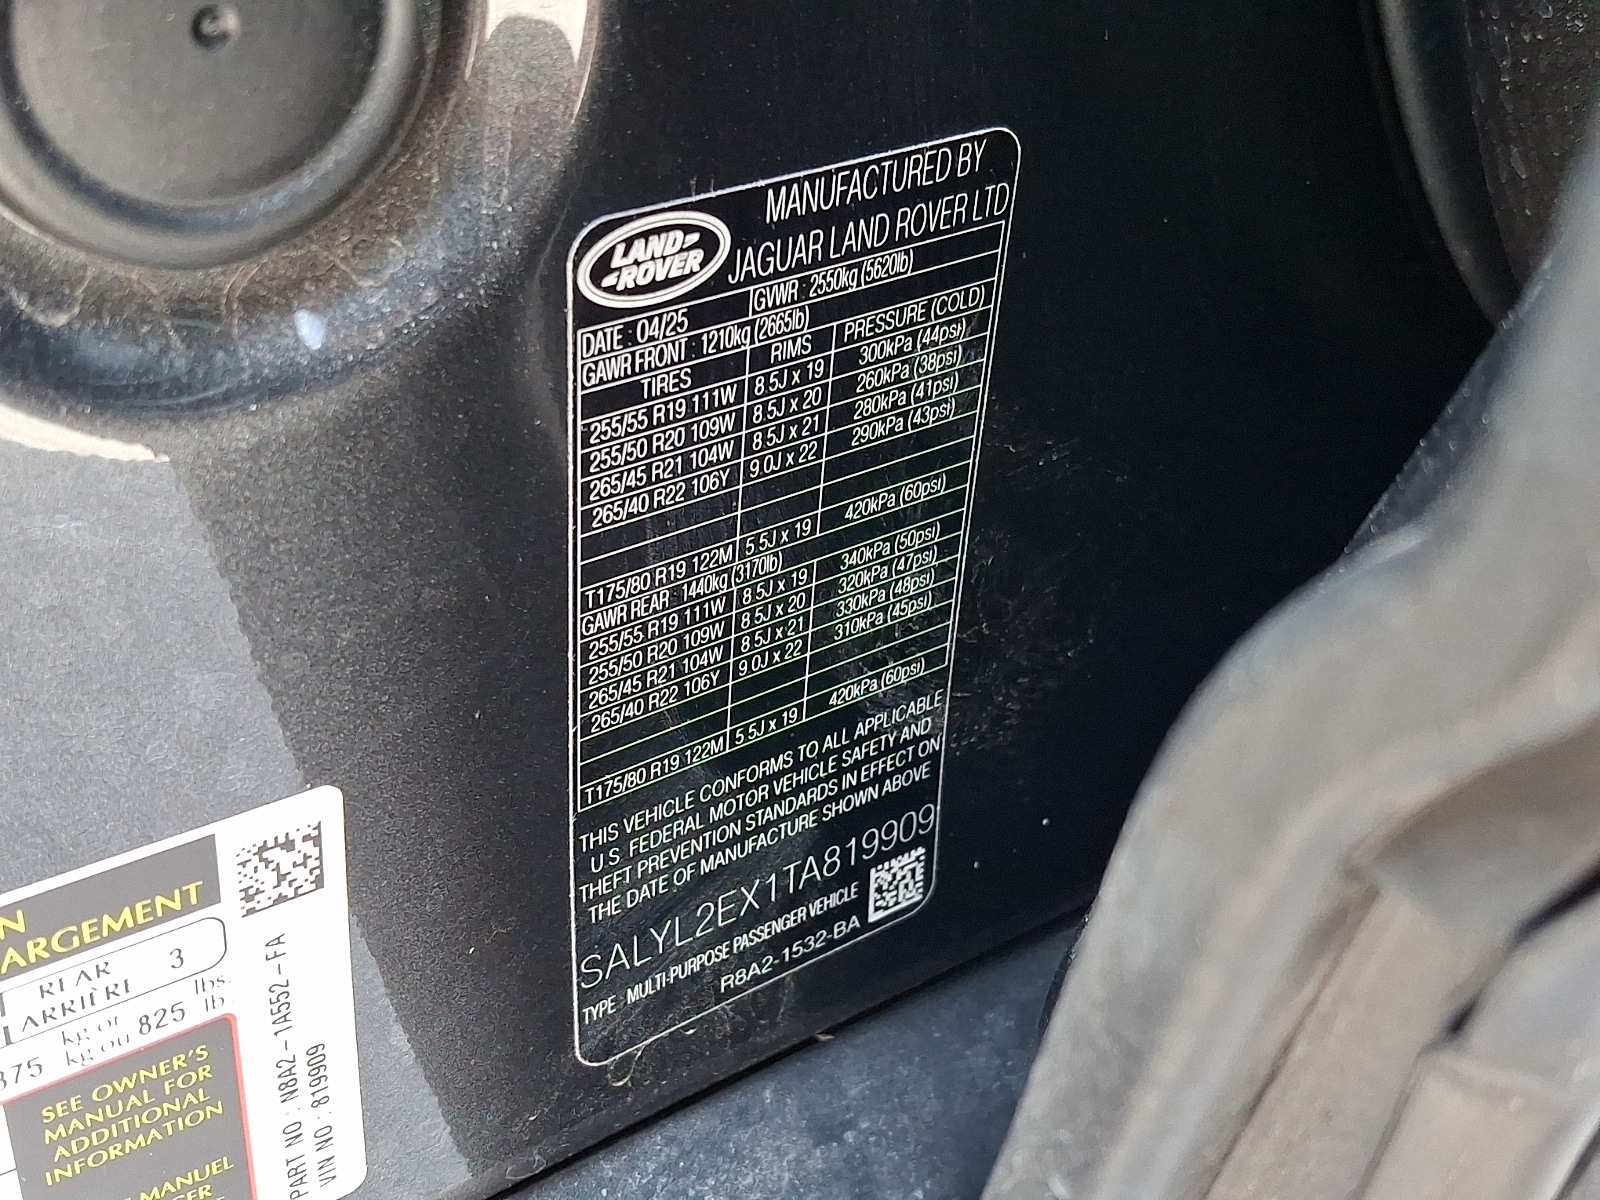 MANUFACTURED BY
LAND-
-ROVER
JAGUAR LAND ROVER LTD
DATE : 04/25 GVWR : 2550kg (5620lb)
GAWR FRONT : 1210kg (2665lb)
TIRES RIMS PRESSURE (COLD)
255/55 R19 111W 8.5J x 19 300kPa (44psi)
255/50 R20 109W 8.5J x 20 260kPa (38psi)
265/45 R21 104W 8.5J x 21 280kPa (41psi)
265/40 R22 106Y 9.0J x 22 290kPa (43psi)
T175/80 R19 122M 5.5J x 19 420kPa (60psi)
GAWR REAR : 1440kg (3170lb)
255/55 R19 111W 8.5J x 19 340kPa (50psi)
255/50 R20 109W 8.5J x 20 320kPa (47psi)
265/45 R21 104W 8.5J x 21 330kPa (48psi)
265/40 R22 106Y 9.0J x 22 310kPa (45psi)
T175/80 R19 122M 5.5J x 19 420kPa (60psi)
THIS VEHICLE CONFORMS TO ALL APPLICABLE
U.S. FEDERAL MOTOR VEHICLE SAFETY AND
THEFT PREVENTION STANDARDS IN EFFECT ON
THE DATE OF MANUFACTURE SHOWN ABOVE
SALYL2EX1TA819909
TYPE : MULTI-PURPOSE PASSENGER VEHICLE
R8A2-1532-BA
ARGEMENT
REAR 3
ARRIÈRE
kg or 825 lbs.
kg ou lb
SEE OWNER'S
MANUAL FOR
ADDITIONAL
INFORMATION
MANUEL
PART NO : N8A2-1A552-FA
VIN NO : 819909